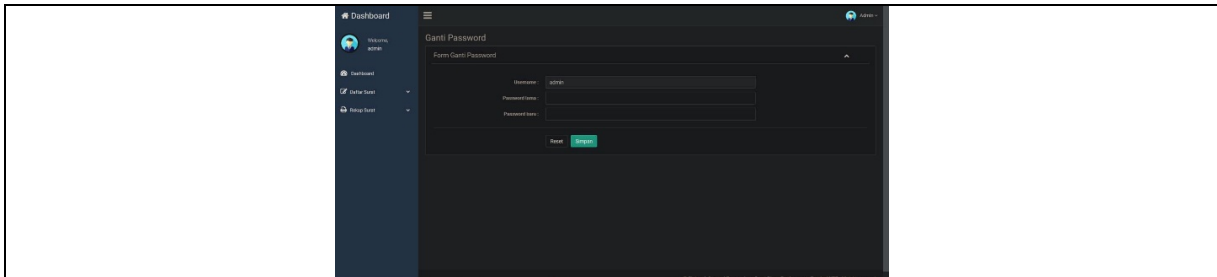 Dashboard
Admin
Welcome,
admin
Dashboard
Daftar Surat
Rekap Surat
Ganti Password
Form Ganti Password
Username : admin
Password lama :
Password baru :
Reset Simpan